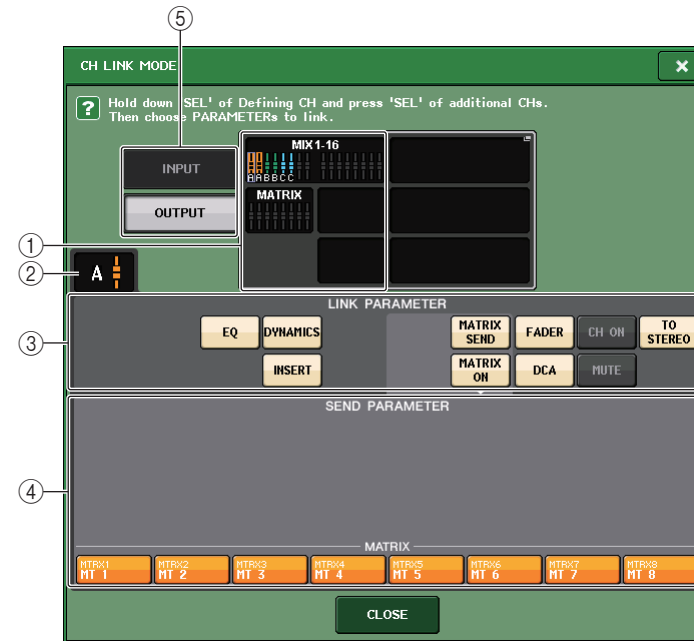 ⑤
CH LINK MODE
×
? Hold down 'SEL' of Defining CH and press 'SEL' of additional CHs.
Then choose PARAMETERs to link.
INPUT
OUTPUT
MIX1-16
AABBCC
MATRIX
①
②
A
③
LINK PARAMETER
EQ
DYNAMICS
MATRIX
SEND
FADER
CH ON
TO
STEREO
INSERT
MATRIX
ON
DCA
MUTE
④
SEND PARAMETER
MATRIX
MTRX1
MT 1
MTRX2
MT 2
MTRX3
MT 3
MTRX4
MT 4
MTRX5
MT 5
MTRX6
MT 6
MTRX7
MT 7
MTRX8
MT 8
CLOSE